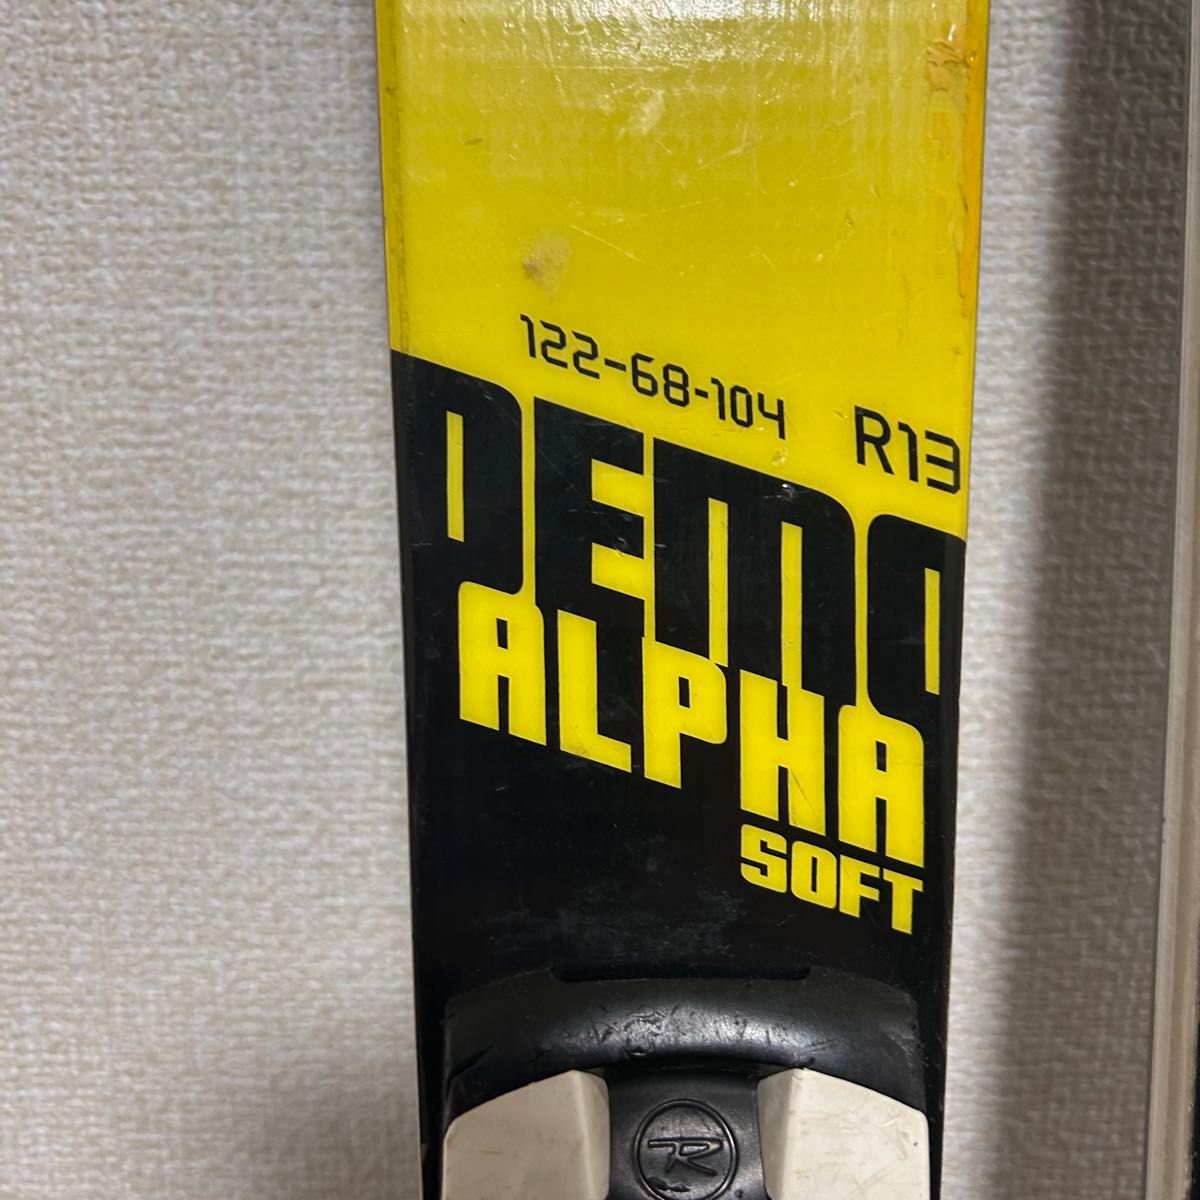 122-68-104 R13
DEMO
ALPHA
SOFT
R